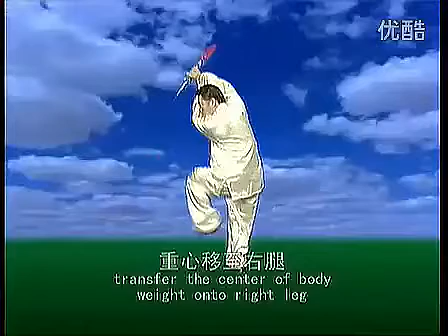 优酷
重心移至右腿
transfer the center of body
weight onto right leg